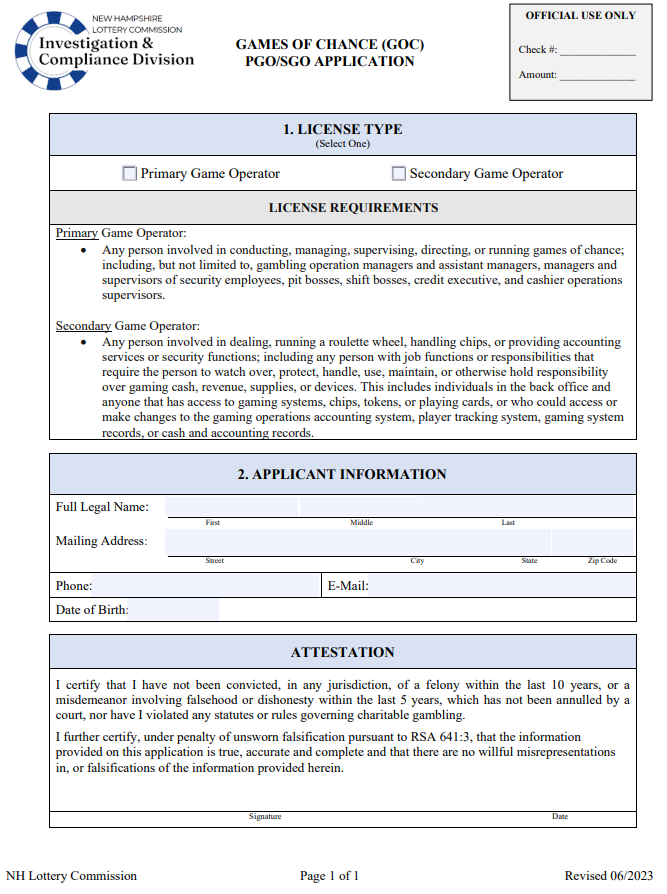 NEW HAMPSHIRE
LOTTERY COMMISSION
Investigation &
Compliance Division
GAMES OF CHANCE (GOC)
PGO/SGO APPLICATION
OFFICIAL USE ONLY
Check #: ______________
Amount: ______________
1. LICENSE TYPE
(Select One)
Primary Game Operator
Secondary Game Operator
LICENSE REQUIREMENTS
Primary Game Operator:
• Any person involved in conducting, managing, supervising, directing, or running games of chance;
including, but not limited to, gambling operation managers and assistant managers, managers and
supervisors of security employees, pit bosses, shift bosses, credit executive, and cashier operations
supervisors.
Secondary Game Operator:
• Any person involved in dealing, running a roulette wheel, handling chips, or providing accounting
services or security functions; including any person with job functions or responsibilities that
require the person to watch over, protect, handle, use, maintain, or otherwise hold responsibility
over gaming cash, revenue, supplies, or devices. This includes individuals in the back office and
anyone that has access to gaming systems, chips, tokens, or playing cards, or who could access or
make changes to the gaming operations accounting system, player tracking system, gaming system
records, or cash and accounting records.
2. APPLICANT INFORMATION
Full Legal Name:
First Middle Last
Mailing Address:
Street City State Zip Code
Phone: E-Mail:
Date of Birth:
ATTESTATION
I certify that I have not been convicted, in any jurisdiction, of a felony within the last 10 years, or a
misdemeanor involving falsehood or dishonesty within the last 5 years, which has not been annulled by a
court, nor have I violated any statutes or rules governing charitable gambling.
I further certify, under penalty of unsworn falsification pursuant to RSA 641:3, that the information
provided on this application is true, accurate and complete and that there are no willful misrepresentations
in, or falsifications of the information provided herein.
Signature Date
NH Lottery Commission Page 1 of 1 Revised 06/2023